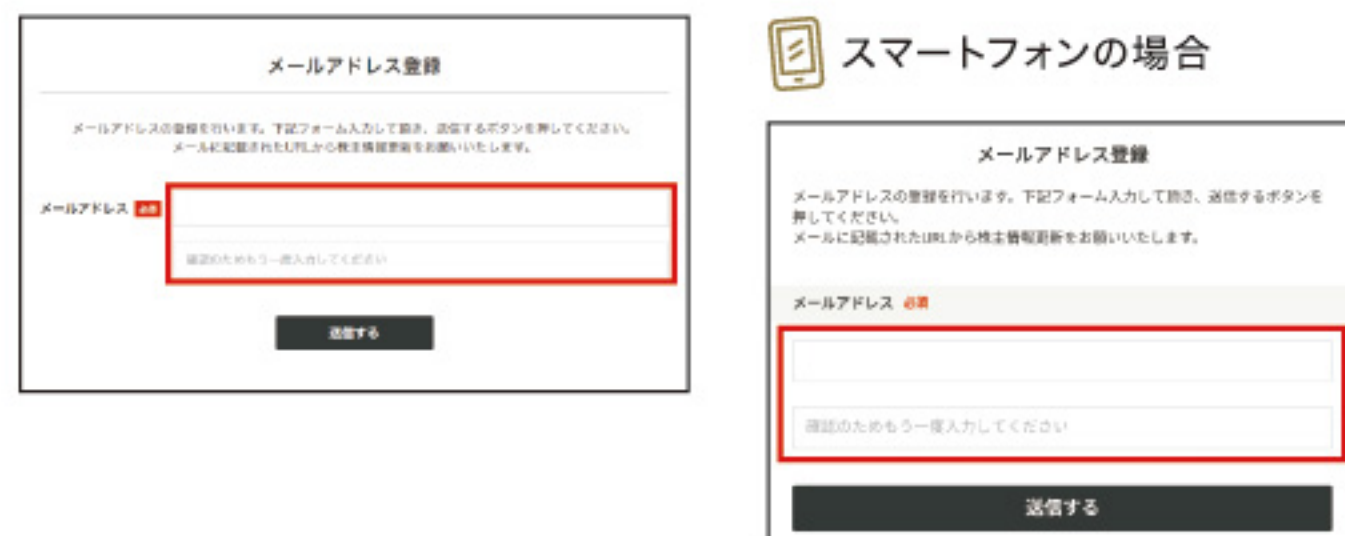 メールアドレス登録
メールアドレスの登録を行います。下記フォーム入力して頂き、送信するボタンを押してください。
メールに記載されたURLから株主情報更新をお願いいたします。
メールアドレス 必須
確認のためもう一度入力してください
送信する
スマートフォンの場合
メールアドレス登録
メールアドレスの登録を行います。下記フォーム入力して頂き、送信するボタンを
押してください。
メールに記載されたURLから株主情報更新をお願いいたします。
メールアドレス 必須
確認のためもう一度入力してください
送信する